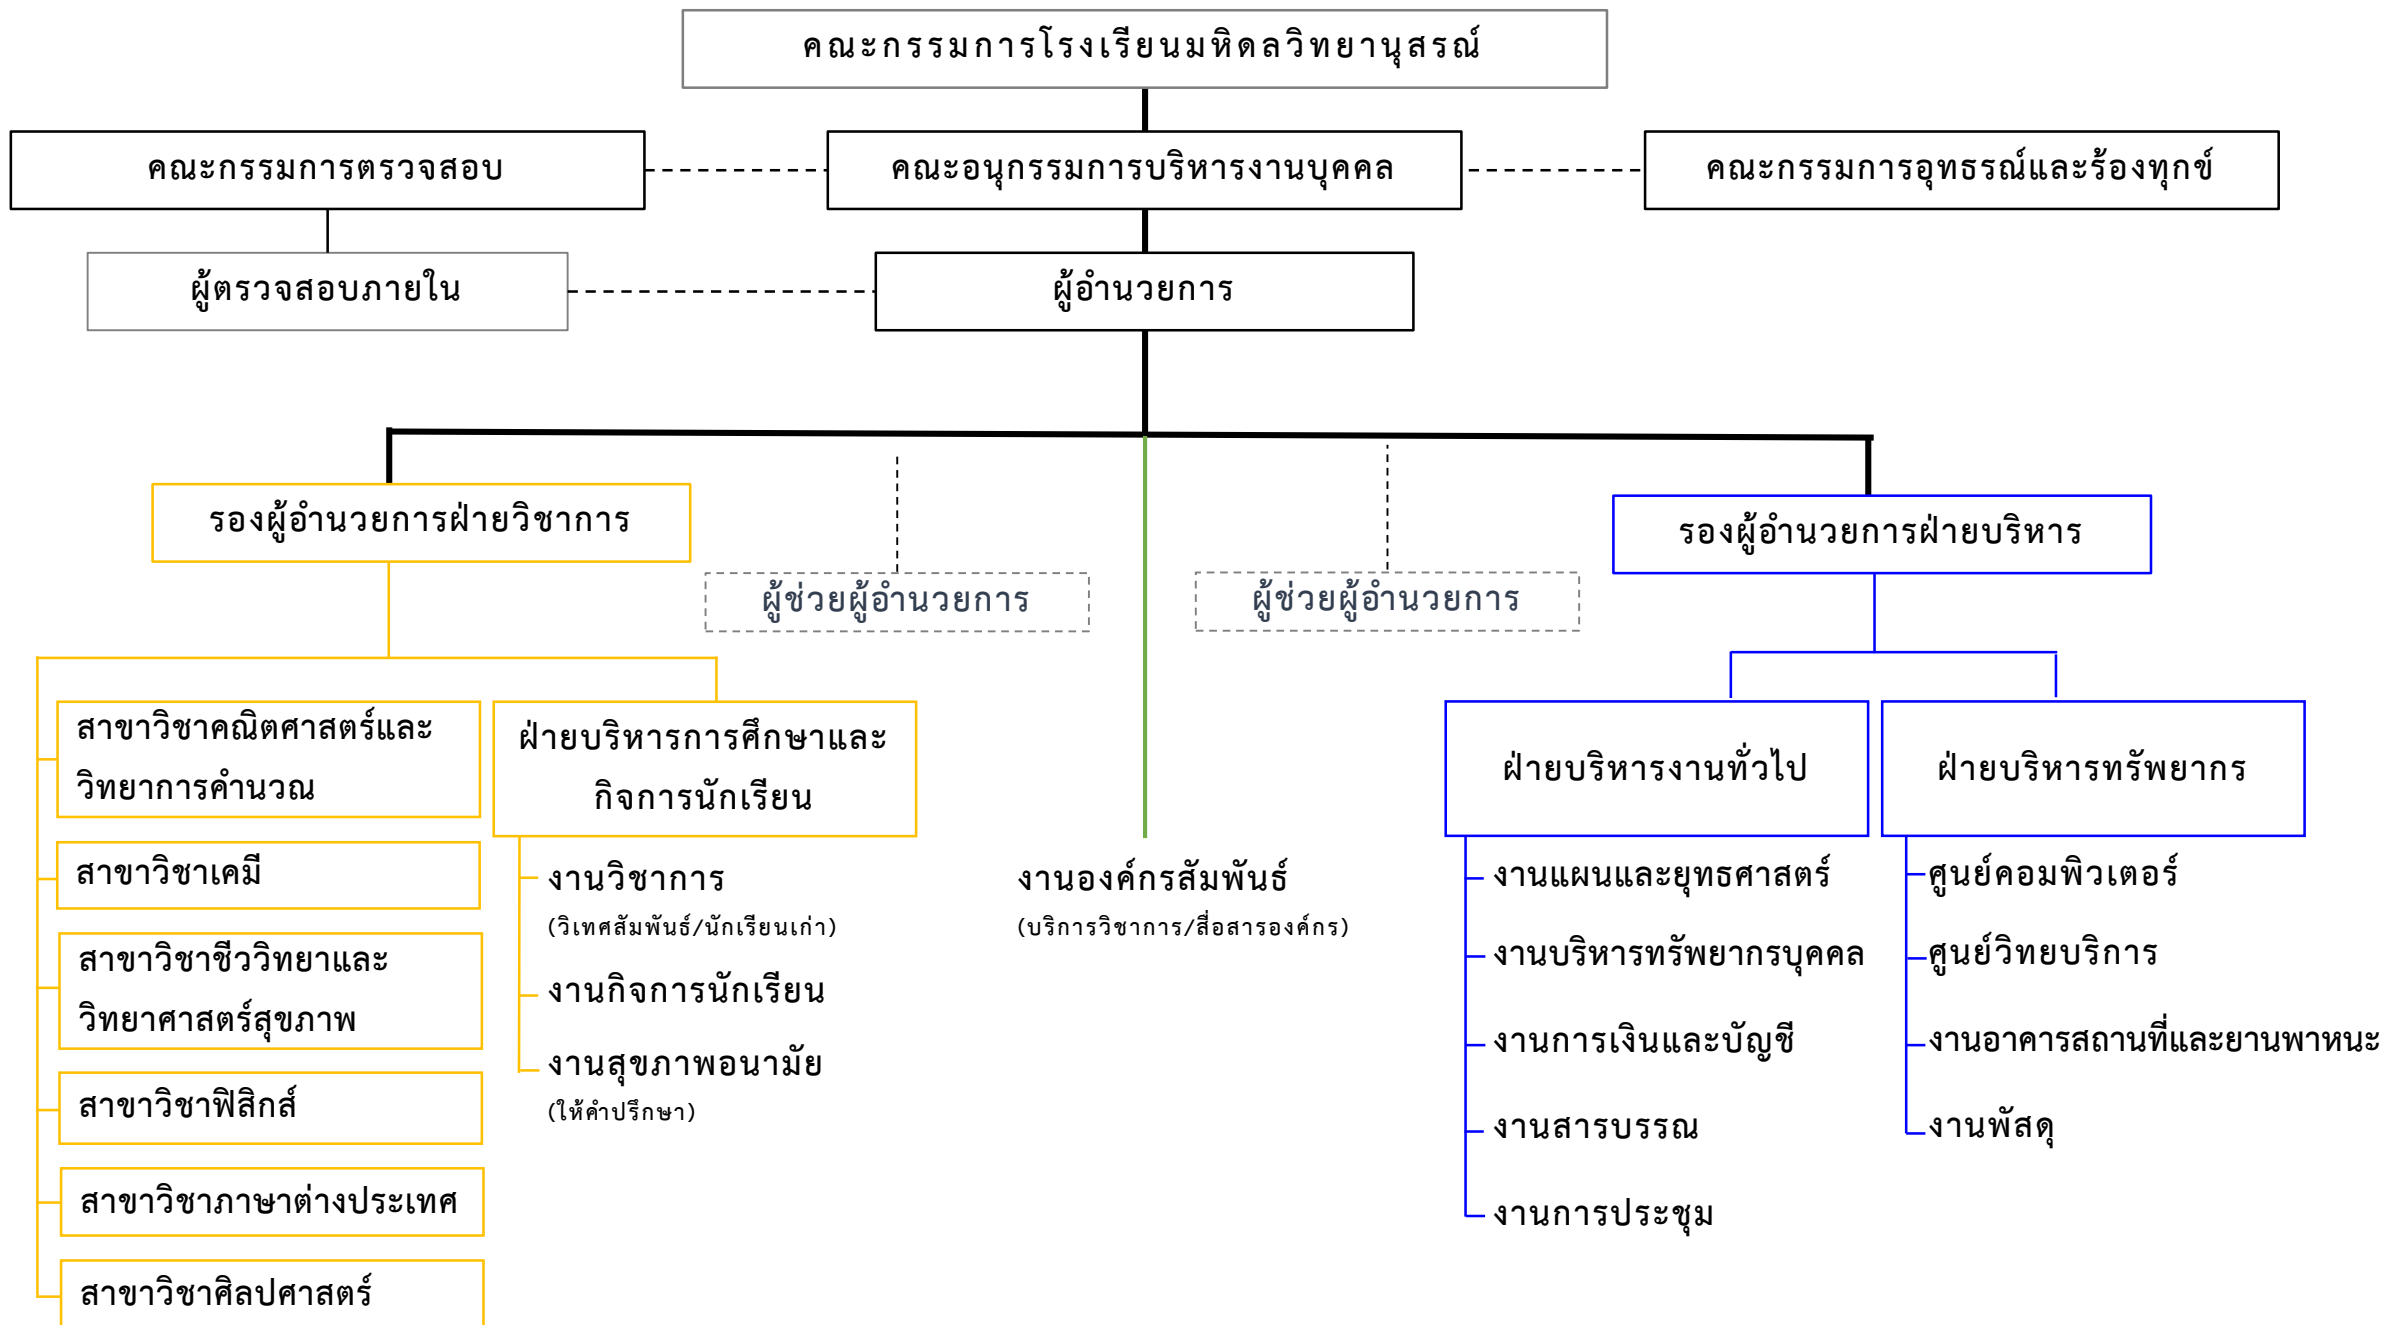 คณะกรรมการโรงเรียนมหิดลวิทยานุสรณ์
คณะกรรมการตรวจสอบ
คณะอนุกรรมการบริหารงานบุคคล
คณะกรรมการอุทธรณ์และร้องทุกข์
ผู้ตรวจสอบภายใน
ผู้อำนวยการ
รองผู้อำนวยการฝ่ายวิชาการ
รองผู้อำนวยการฝ่ายบริหาร
ผู้ช่วยผู้อำนวยการ
ผู้ช่วยผู้อำนวยการ
สาขาวิชาคณิตศาสตร์และ
วิทยาการคำนวณ
สาขาวิชาเคมี
สาขาวิชาชีววิทยาและ
วิทยาศาสตร์สุขภาพ
สาขาวิชาฟิสิกส์
สาขาวิชาภาษาต่างประเทศ
สาขาวิชาศิลปศาสตร์
ฝ่ายบริหารการศึกษาและ
กิจการนักเรียน
งานวิชาการ
(วิเทศสัมพันธ์/นักเรียนเก่า)
งานกิจการนักเรียน
งานสุขภาพอนามัย
(ให้คำปรึกษา)
งานองค์กรสัมพันธ์
(บริการวิชาการ/สื่อสารองค์กร)
ฝ่ายบริหารงานทั่วไป
งานแผนและยุทธศาสตร์
งานบริหารทรัพยากรบุคคล
งานการเงินและบัญชี
งานสารบรรณ
งานการประชุม
ฝ่ายบริหารทรัพยากร
ศูนย์คอมพิวเตอร์
ศูนย์วิทยบริการ
งานอาคารสถานที่และยานพาหนะ
งานพัสดุ